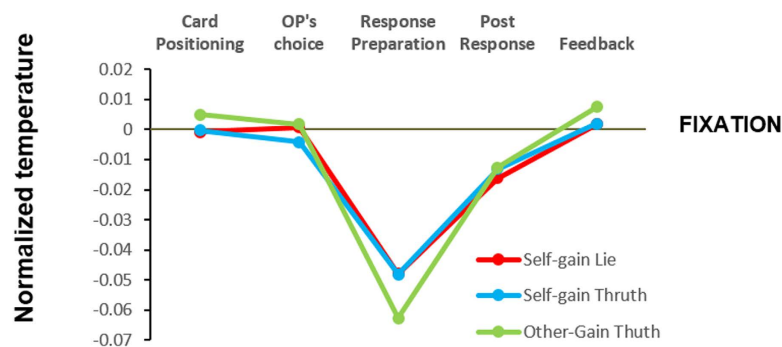 Card OP's Response Post
Positioning choice Preparation Response Feedback
0.02
0.01
0
-0.01
-0.02
-0.03
-0.04
-0.05
-0.06
-0.07
Normalized temperature
FIXATION
Self-gain Lie
Self-gain Thruth
Other-Gain Thuth